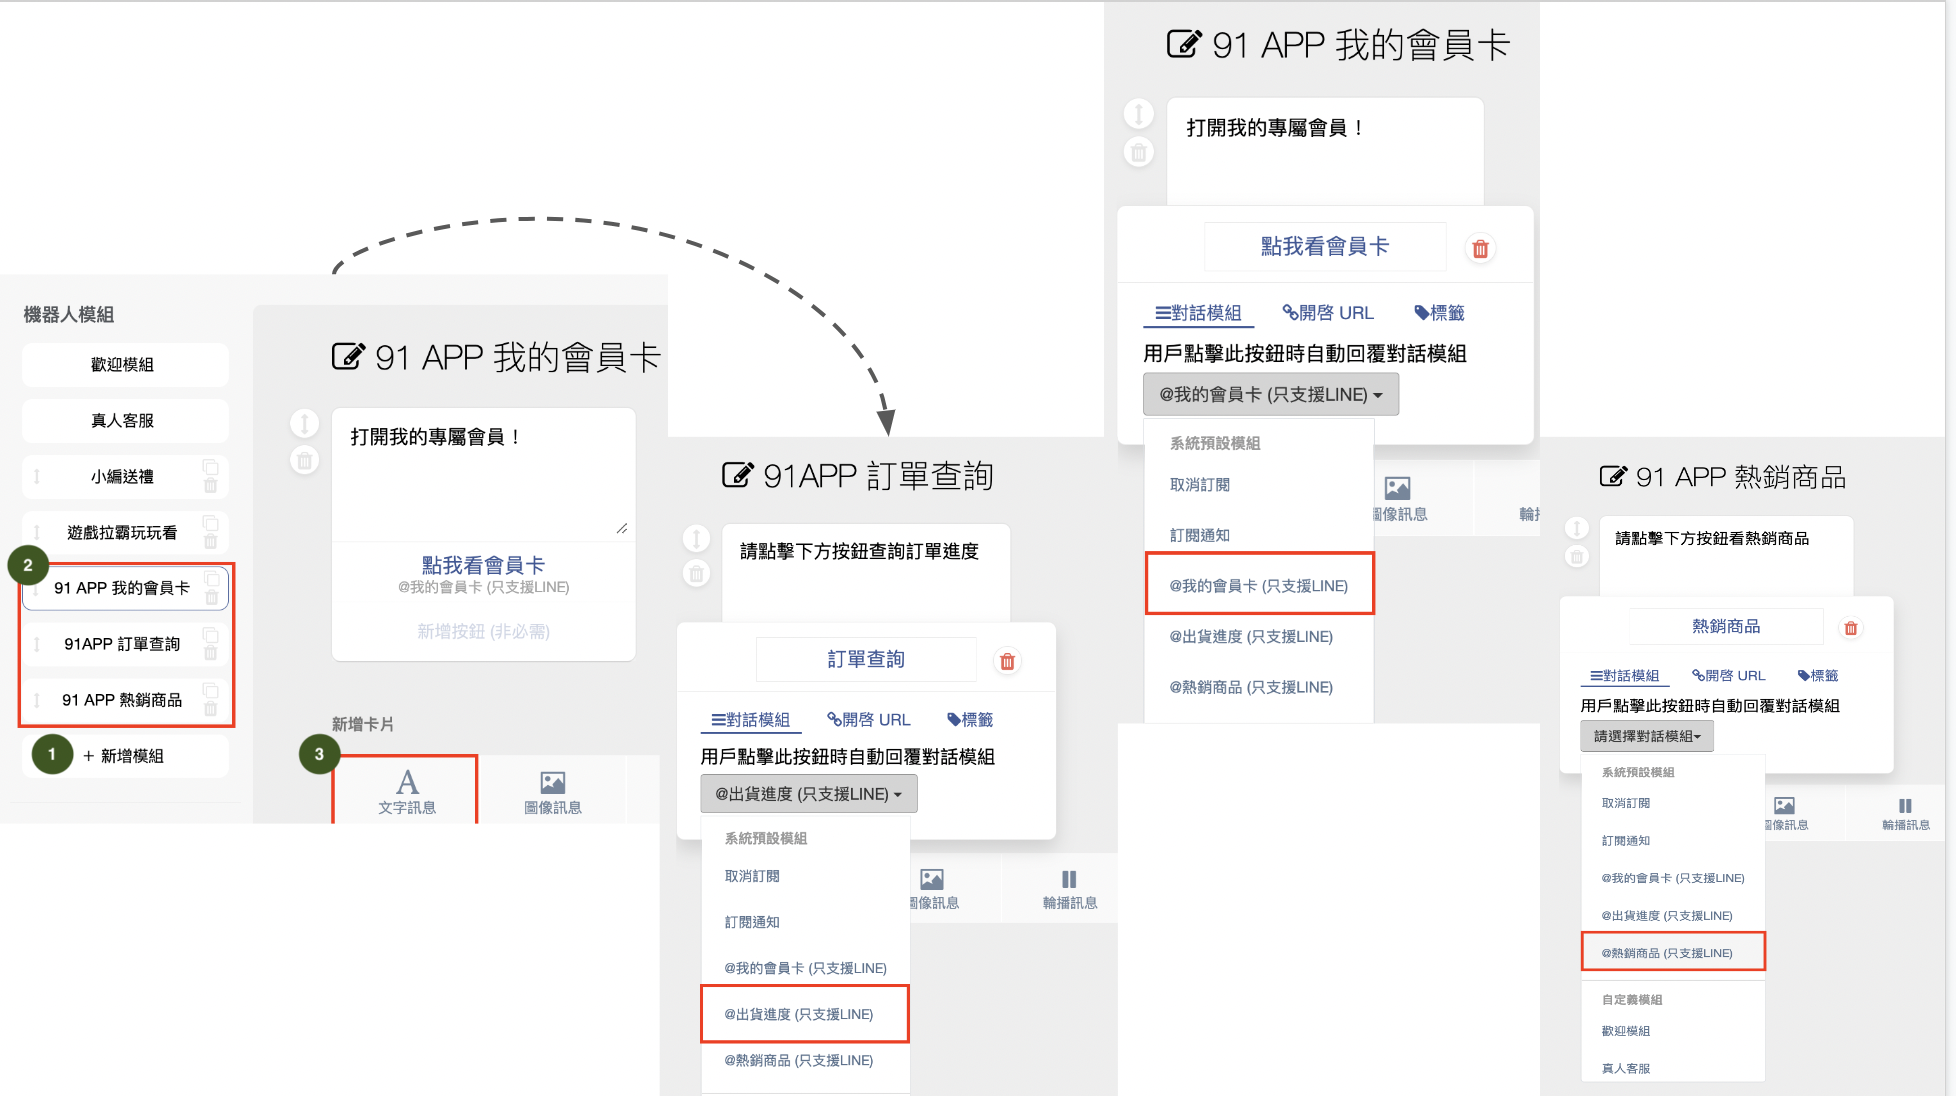 機器人模組
歡迎模組
真人客服
小編送禮
遊戲拉霸玩玩看
2
91 APP 我的會員卡
91APP 訂單查詢
91 APP 熱銷商品
1
+ 新增模組
91 APP 我的會員卡
打開我的專屬會員！
點我看會員卡
@我的會員卡 (只支援LINE)
新增按鈕 (非必需)
新增卡片
3
文字訊息
圖像訊息
91APP 訂單查詢
請點擊下方按鈕查詢訂單進度
訂單查詢
對話模組
開啓 URL
標籤
用戶點擊此按鈕時自動回覆對話模組
@出貨進度 (只支援LINE)
系統預設模組
取消訂閱
訂閱通知
@我的會員卡 (只支援LINE)
@出貨進度 (只支援LINE)
@熱銷商品 (只支援LINE)
圖像訊息
輪播訊息
91 APP 我的會員卡
打開我的專屬會員！
點我看會員卡
對話模組
開啓 URL
標籤
用戶點擊此按鈕時自動回覆對話模組
@我的會員卡 (只支援LINE)
系統預設模組
取消訂閱
訂閱通知
@我的會員卡 (只支援LINE)
@出貨進度 (只支援LINE)
@熱銷商品 (只支援LINE)
圖像訊息
輪播
91 APP 熱銷商品
請點擊下方按鈕看熱銷商品
熱銷商品
對話模組
開啓 URL
標籤
用戶點擊此按鈕時自動回覆對話模組
請選擇對話模組
系統預設模組
取消訂閱
訂閱通知
@我的會員卡 (只支援LINE)
@出貨進度 (只支援LINE)
@熱銷商品 (只支援LINE)
自定義模組
歡迎模組
真人客服
圖像訊息
輪播訊息